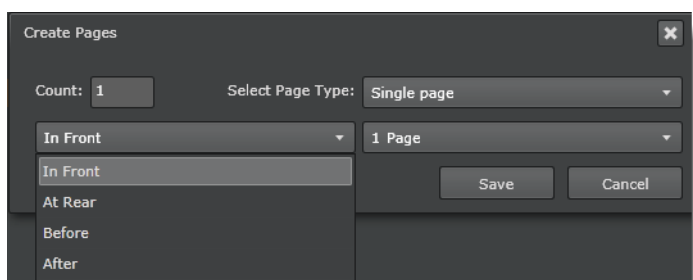 Create Pages
Count: 1 Select Page Type: Single page
In Front 1 Page
In Front
Save Cancel
At Rear
Before
After